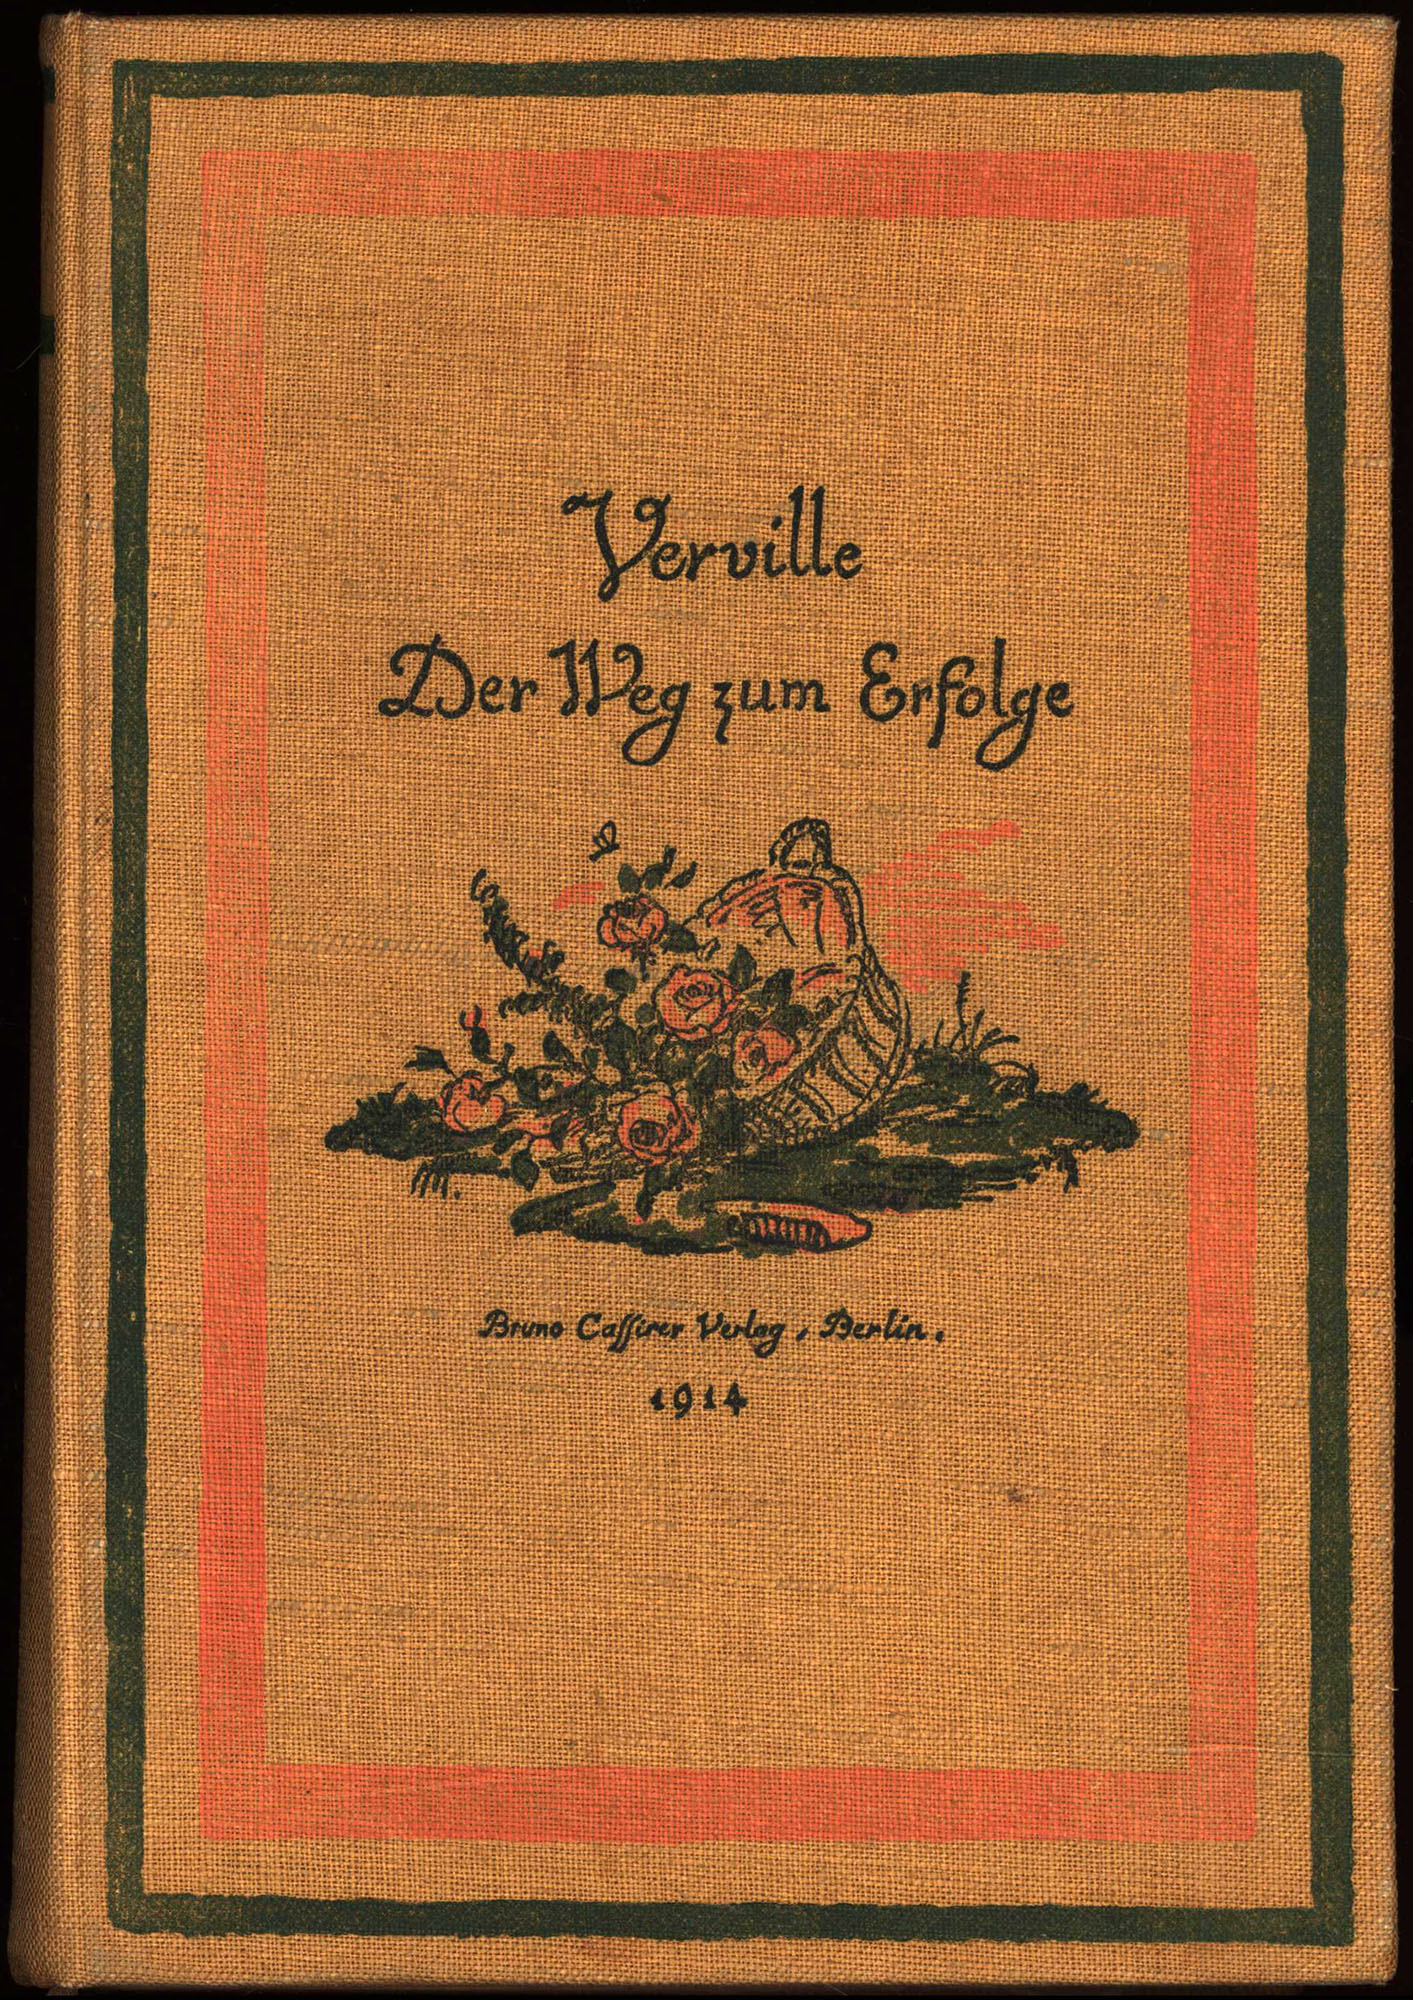 Verville
Der Weg zum Erfolge
Bruno Caſſirer Verlag, Berlin.
1914